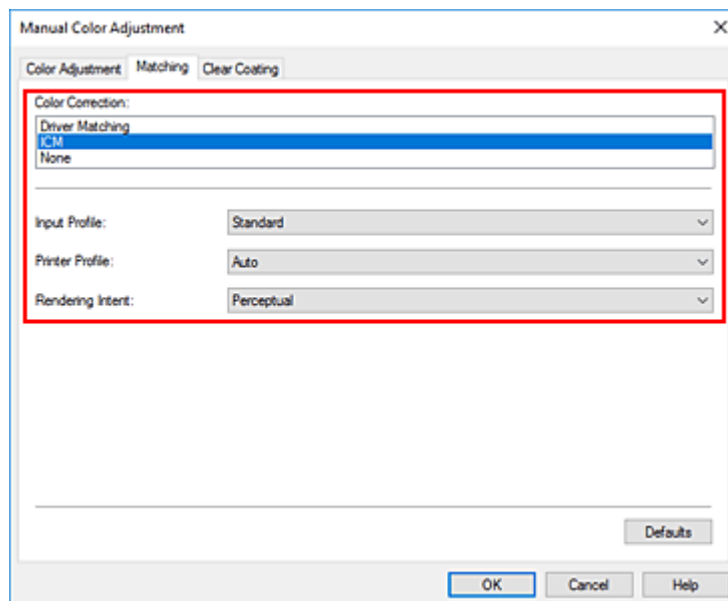 Manual Color Adjustment
Color Adjustment Matching Clear Coating
Color Correction:
Driver Matching
ICM
None
Input Profile: Standard
Printer Profile: Auto
Rendering Intent: Perceptual
Defaults
OK Cancel Help